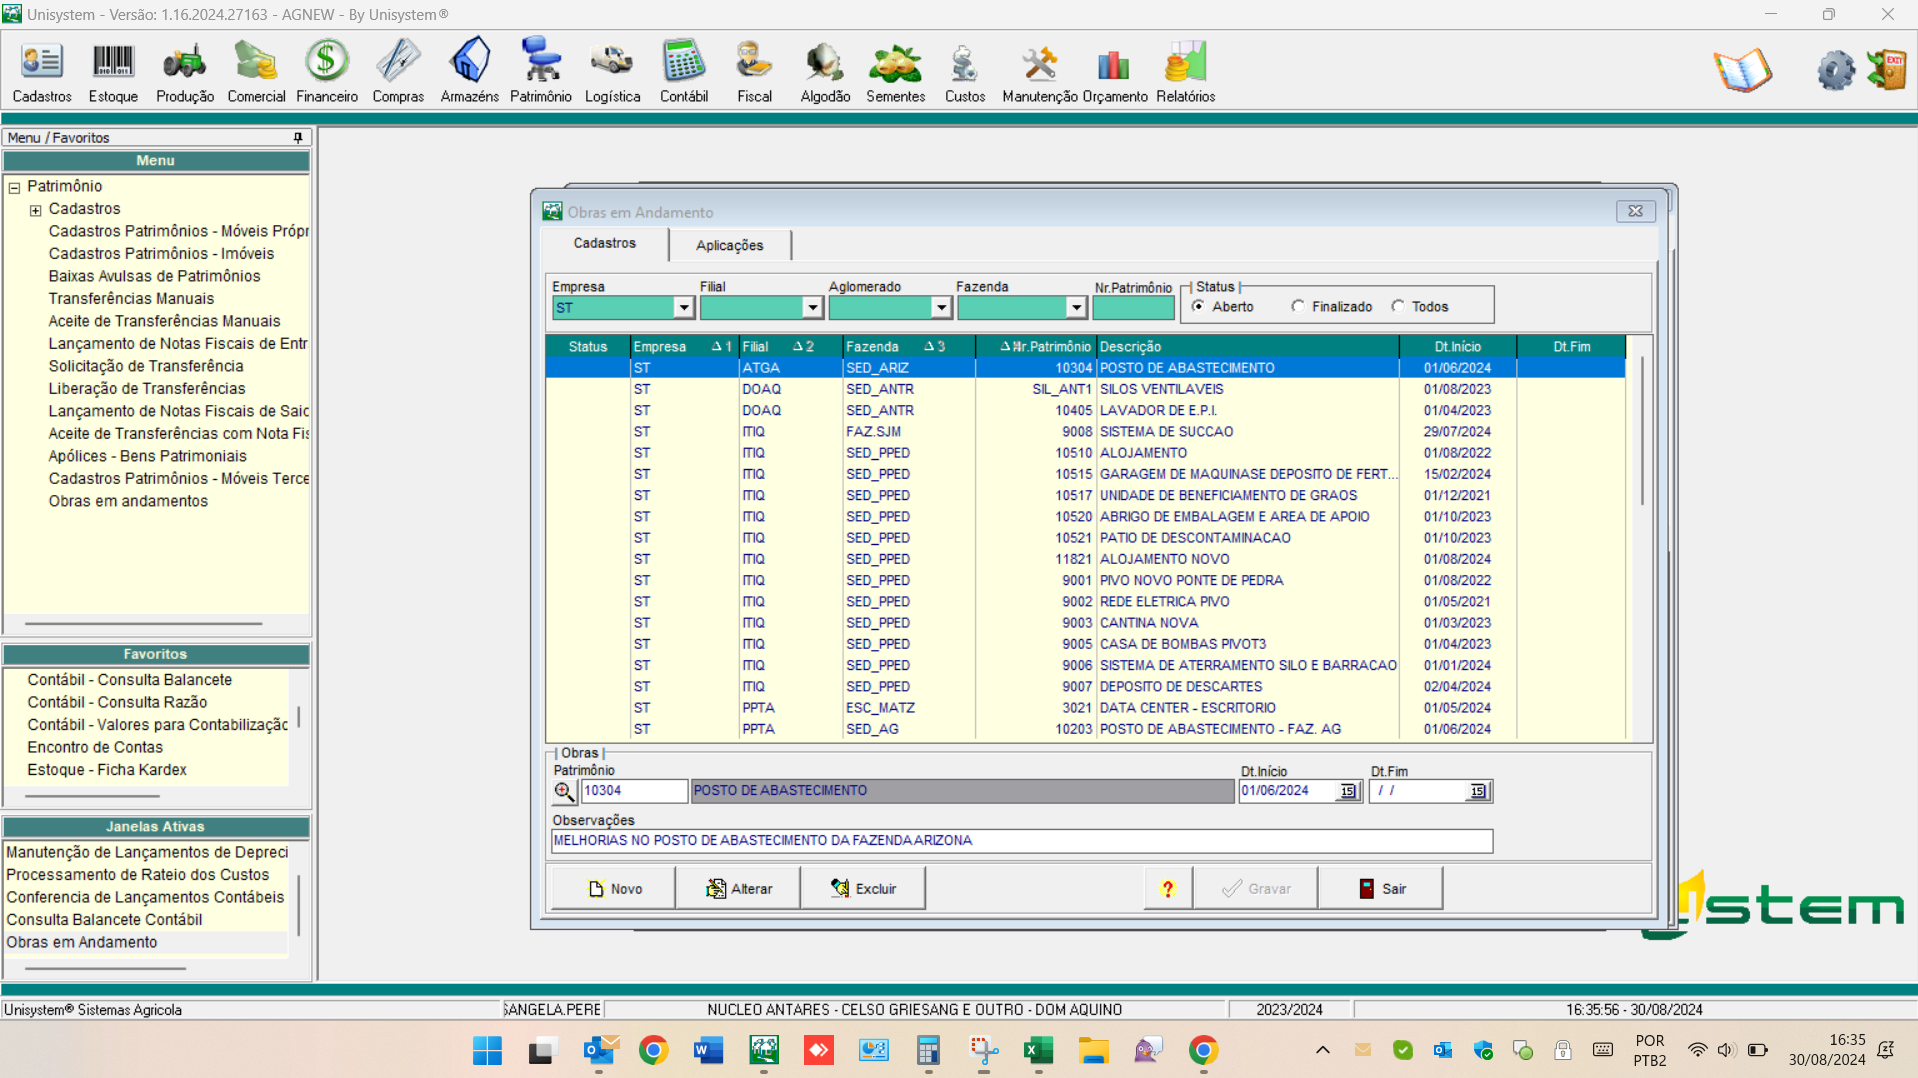 Unisystem - Versão: 1.16.2024.27163 - AGNEW - By Unisystem®
Cadastros Estoque Produção Comercial Financeiro Compras Armazéns Patrimônio Logística Contábil Fiscal Algodão Sementes Custos Manutenção Orçamento Relatórios
EXIT
Menu / Favoritos
Menu
Patrimônio
Cadastros
Cadastros Patrimônios - Móveis Própr
Cadastros Patrimônios - Imóveis
Baixas Avulsas de Patrimônios
Transferências Manuais
Aceite de Transferências Manuais
Lançamento de Notas Fiscais de Entr
Solicitação de Transferência
Liberação de Transferências
Lançamento de Notas Fiscais de Saic
Aceite de Transferências com Nota Fis
Apólices - Bens Patrimoniais
Cadastros Patrimônios - Móveis Terce
Obras em andamentos
Favoritos
Contábil - Consulta Balancete
Contábil - Consulta Razão
Contábil - Valores para Contabilização
Encontro de Contas
Estoque - Ficha Kardex
Janelas Ativas
Manutenção de Lançamentos de Depreci
Processamento de Rateio dos Custos
Conferencia de Lançamentos Contábeis
Consulta Balancete Contábil
Obras em Andamento
Obras em Andamento
Cadastros Aplicações
Empresa Filial Aglomerado Fazenda Nr.Patrimônio Status
ST Aberto Finalizado Todos
Status Empresa 1 Filial 2 Fazenda 3 Nr.Patrimônio Descrição Dt.Início Dt.Fim
ST ATGA SED_ARIZ 10304 POSTO DE ABASTECIMENTO 01/06/2024
ST DOAQ SED_ANTR SIL_ANT1 SILOS VENTILAVEIS 01/08/2023
ST DOAQ SED_ANTR 10405 LAVADOR DE E.P.I. 01/04/2023
ST ITIQ FAZ.SJM 9008 SISTEMA DE SUCCAO 29/07/2024
ST ITIQ SED_PPED 10510 ALOJAMENTO 01/08/2022
ST ITIQ SED_PPED 10515 GARAGEM DE MAQUINASE DEPOSITO DE FERT... 15/02/2024
ST ITIQ SED_PPED 10517 UNIDADE DE BENEFICIAMENTO DE GRAOS 01/12/2021
ST ITIQ SED_PPED 10520 ABRIGO DE EMBALAGEM E AREA DE APOIO 01/10/2023
ST ITIQ SED_PPED 10521 PATIO DE DESCONTAMINACAO 01/10/2023
ST ITIQ SED_PPED 11821 ALOJAMENTO NOVO 01/08/2024
ST ITIQ SED_PPED 9001 PIVO NOVO PONTE DE PEDRA 01/08/2022
ST ITIQ SED_PPED 9002 REDE ELETRICA PIVO 01/05/2021
ST ITIQ SED_PPED 9003 CANTINA NOVA 01/03/2023
ST ITIQ SED_PPED 9005 CASA DE BOMBAS PIVOT3 01/04/2023
ST ITIQ SED_PPED 9006 SISTEMA DE ATERRAMENTO SILO E BARRACAO 01/01/2024
ST ITIQ SED_PPED 9007 DEPOSITO DE DESCARTES 02/04/2024
ST PPTA ESC_MATZ 3021 DATA CENTER - ESCRITORIO 01/05/2024
ST PPTA SED_AG 10203 POSTO DE ABASTECIMENTO - FAZ. AG 01/06/2024
Obras
Patrimônio Dt.Início Dt.Fim
10304 POSTO DE ABASTECIMENTO 01/06/2024 15 / / 15
Observações
MELHORIAS NO POSTO DE ABASTECIMENTO DA FAZENDA ARIZONA
Novo Alterar Excluir ? Gravar Sair
stem
Unisystem® Sistemas Agricola SANGELA.PERE NUCLEO ANTARES - CELSO GRIESANG E OUTRO - DOM AQUINO 2023/2024 16:35:56 - 30/08/2024
POR
PTB2
16:35
30/08/2024